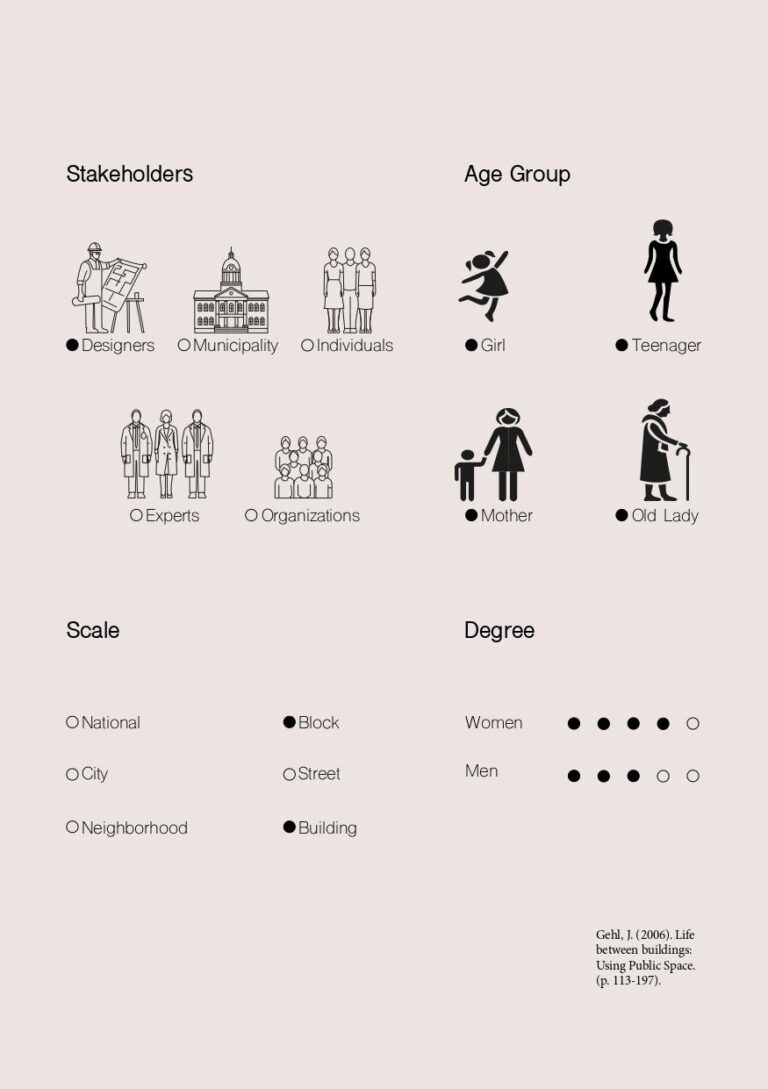 Stakeholders
Age Group
Designers
Municipality
Individuals
Girl
Teenager
Experts
Organizations
Mother
Old Lady
Scale
Degree
National
Block
Women
City
Street
Men
Neighborhood
Building
Gehl, J. (2006). Life
between buildings:
Using Public Space.
(p. 113-197).